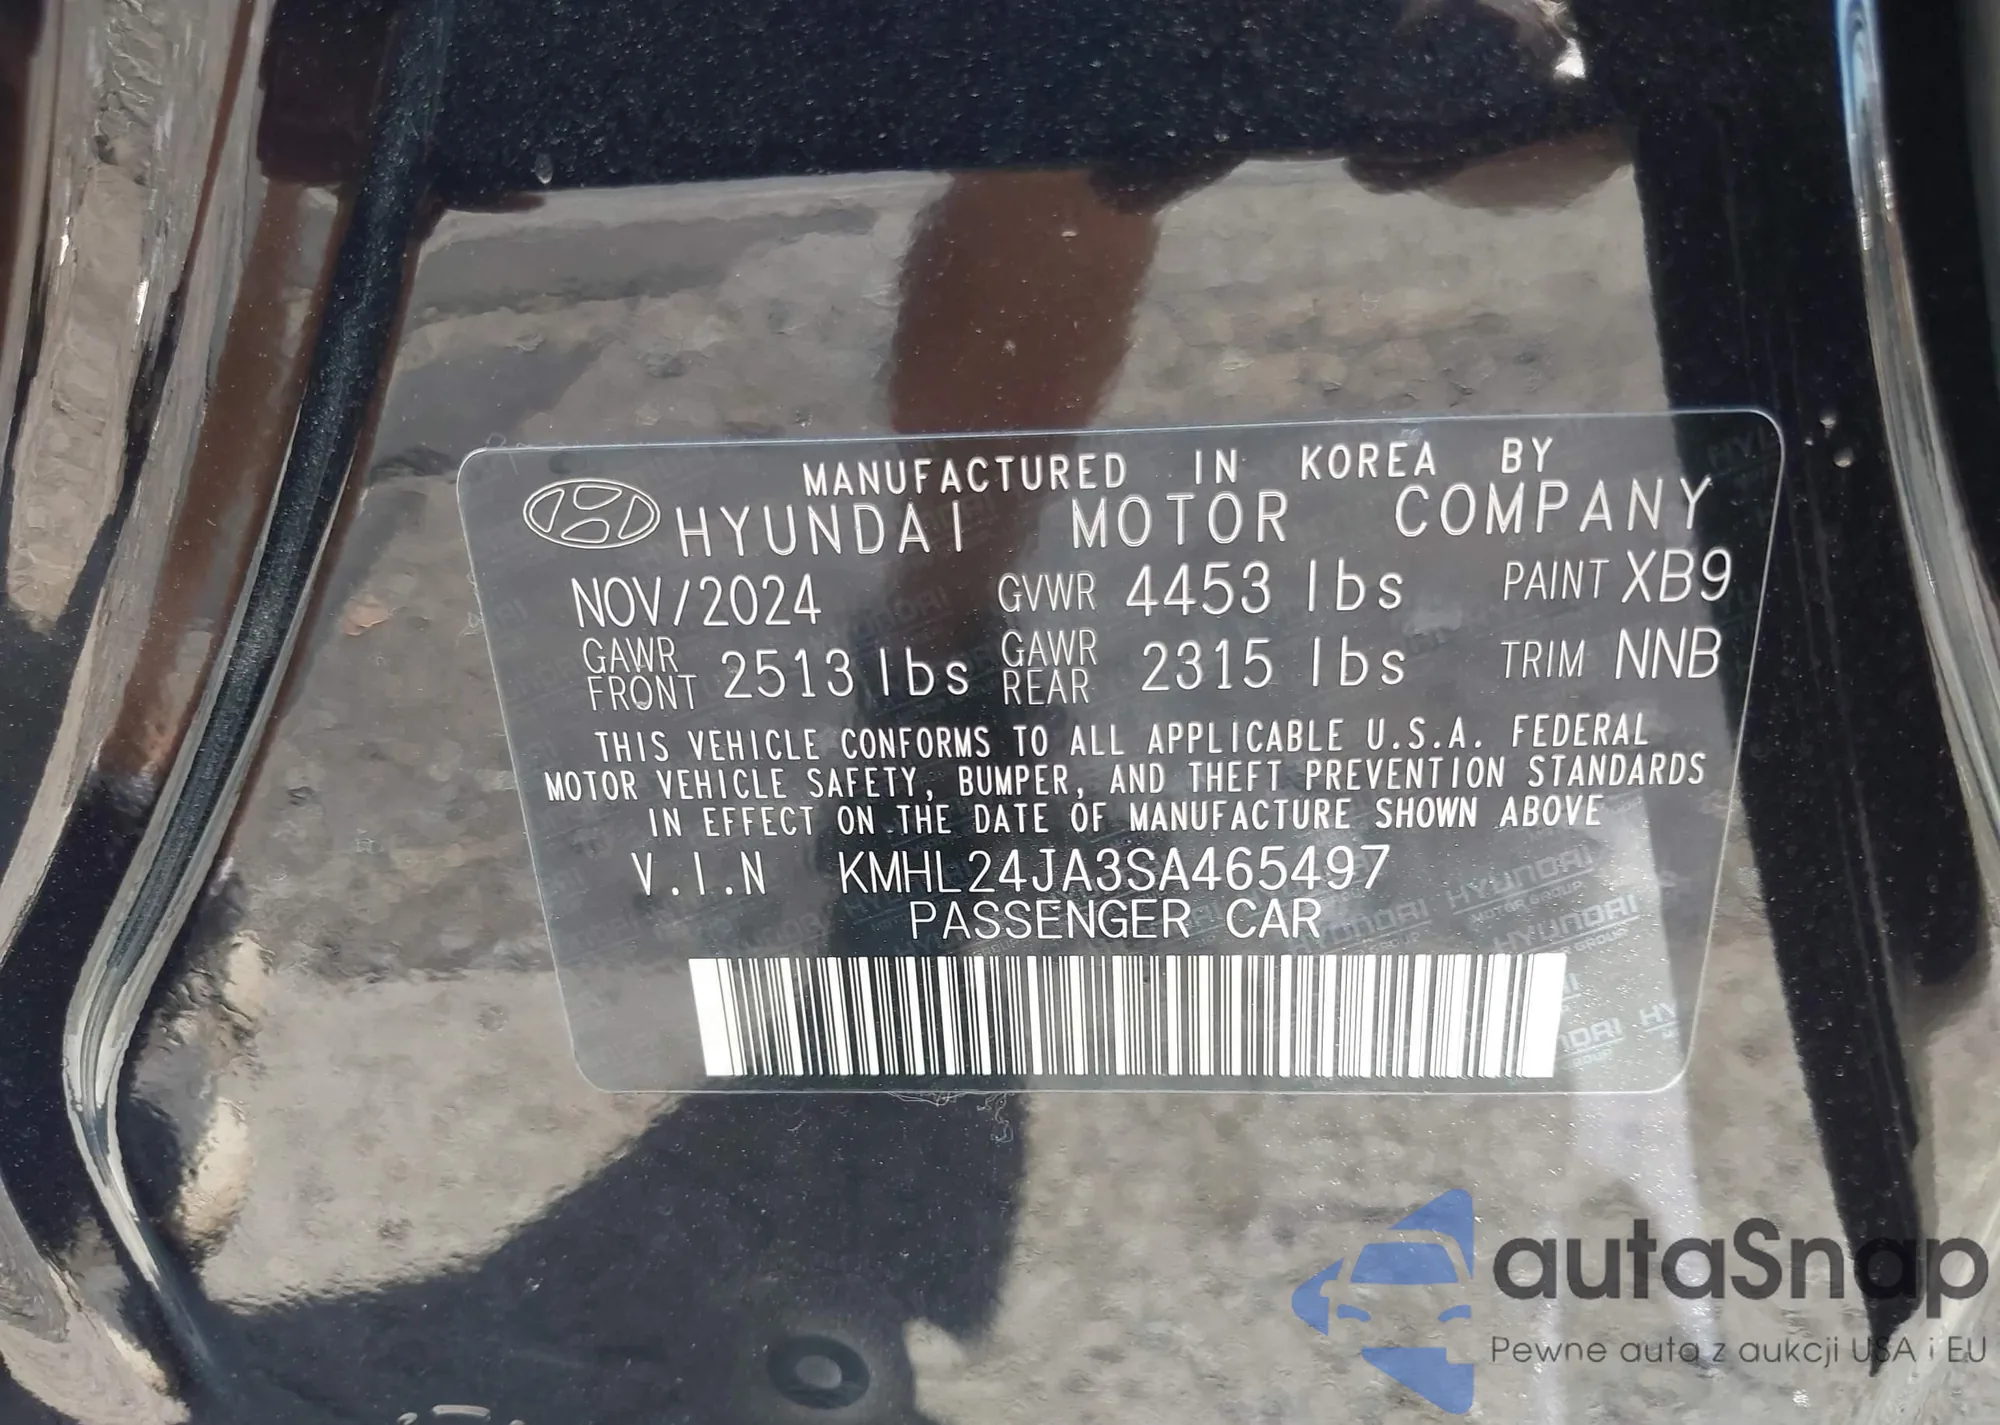 MANUFACTURED IN KOREA BY
HYUNDAI MOTOR COMPANY
NOV/2024 GVWR 4453 lbs PAINT XB9
GAWR FRONT 2513 lbs GAWR REAR 2315 lbs TRIM NNB
THIS VEHICLE CONFORMS TO ALL APPLICABLE U.S.A. FEDERAL
MOTOR VEHICLE SAFETY, BUMPER, AND THEFT PREVENTION STANDARDS
IN EFFECT ON THE DATE OF MANUFACTURE SHOWN ABOVE
V.I.N KMHL24JA3SA465497
PASSENGER CAR
HYUNDAI
MOTOR GROUP
autaSnap
Pewne auta z aukcji USA i EU